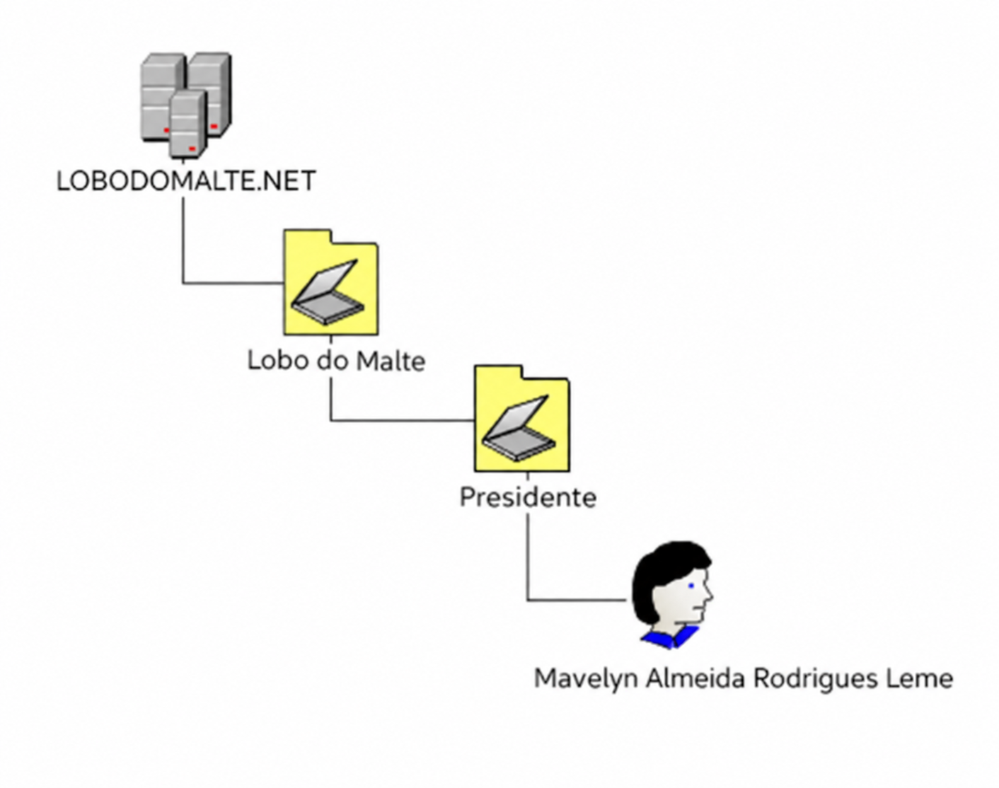 LOBODOMALTE.NET
Lobo do Malte
Presidente
Mavelyn Almeida Rodrigues Leme